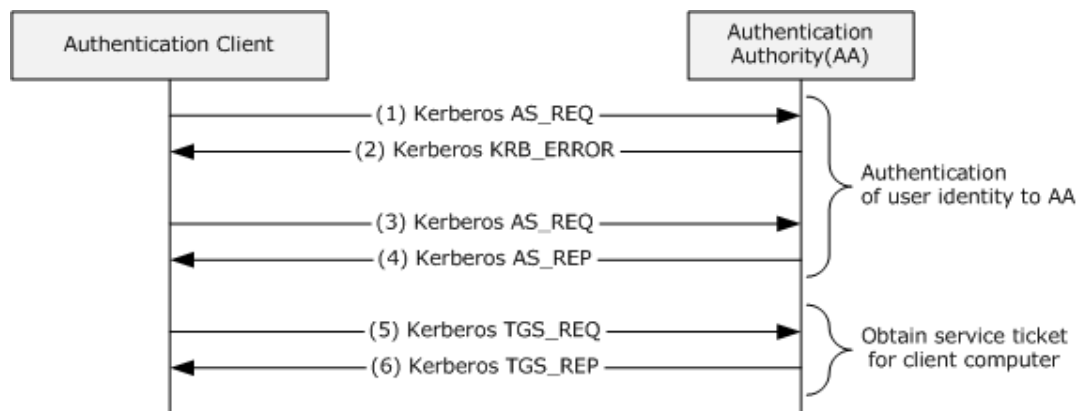 Authentication Client
Authentication
Authority(AA)
(1) Kerberos AS_REQ
(2) Kerberos KRB_ERROR
Authentication
of user identity to AA
(3) Kerberos AS_REQ
(4) Kerberos AS_REP
(5) Kerberos TGS_REQ
(6) Kerberos TGS_REP
Obtain service ticket
for client computer